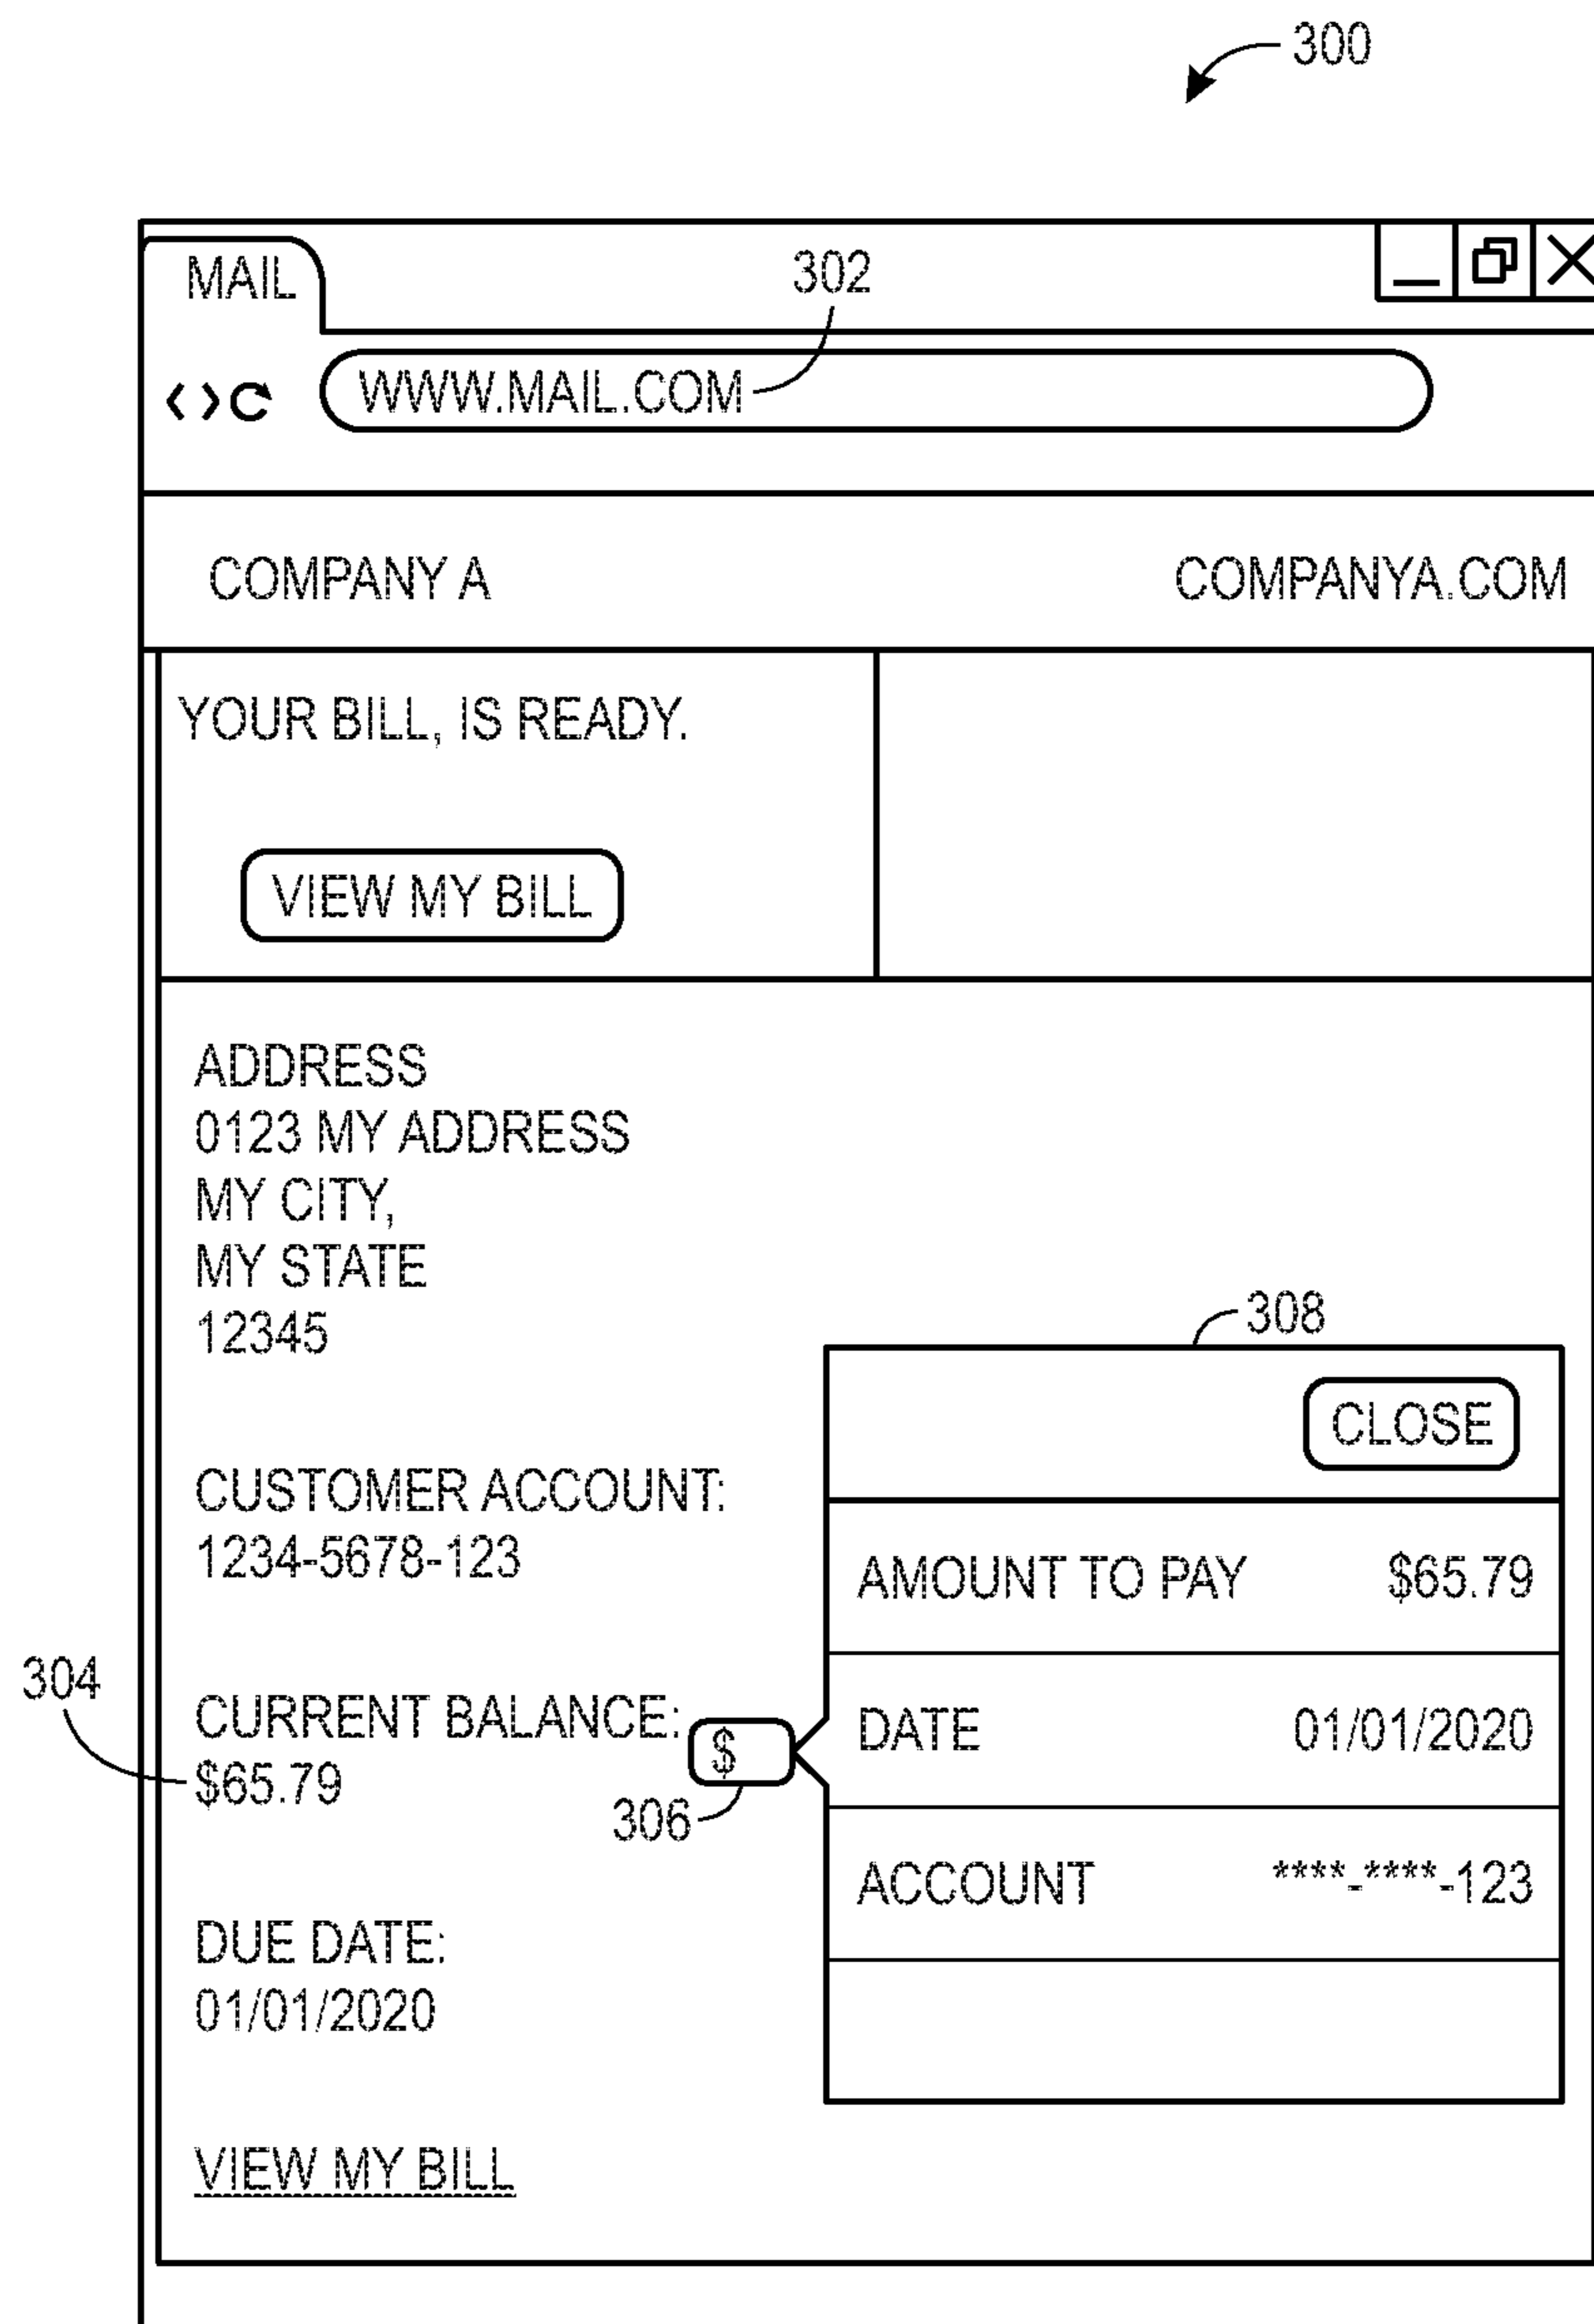 300
MAIL
302
WWW.MAIL.COM
COMPANY A
COMPANYA.COM
YOUR BILL, IS READY.
VIEW MY BILL
ADDRESS
0123 MY ADDRESS
MY CITY,
MY STATE
12345
CUSTOMER ACCOUNT:
1234-5678-123
304
CURRENT BALANCE:
$65.79
$
306
DUE DATE:
01/01/2020
VIEW MY BILL
308
CLOSE
AMOUNT TO PAY $65.79
DATE 01/01/2020
ACCOUNT ****-****-123